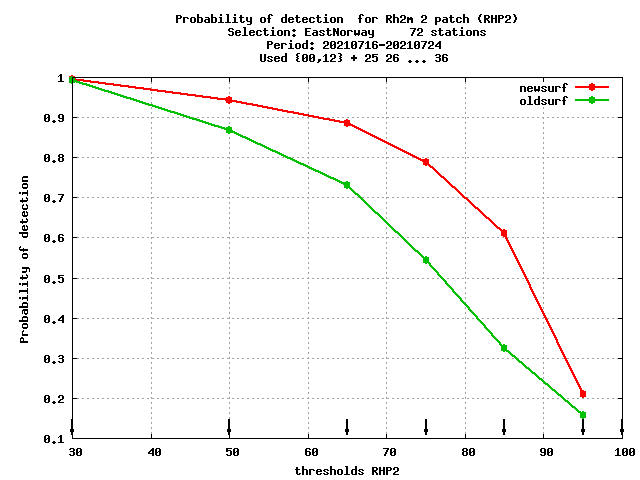 Probability of detection  for Rh2m 2 patch (RHP2)
Selection: EastNorway     72 stations
Period: 20210716-20210724
Used {00,12} + 25 26 ... 36
newsurf
oldsurf
Probability of detection
1
0.9
0.8
0.7
0.6
0.5
0.4
0.3
0.2
0.1
30 40 50 60 70 80 90 100
thresholds RHP2